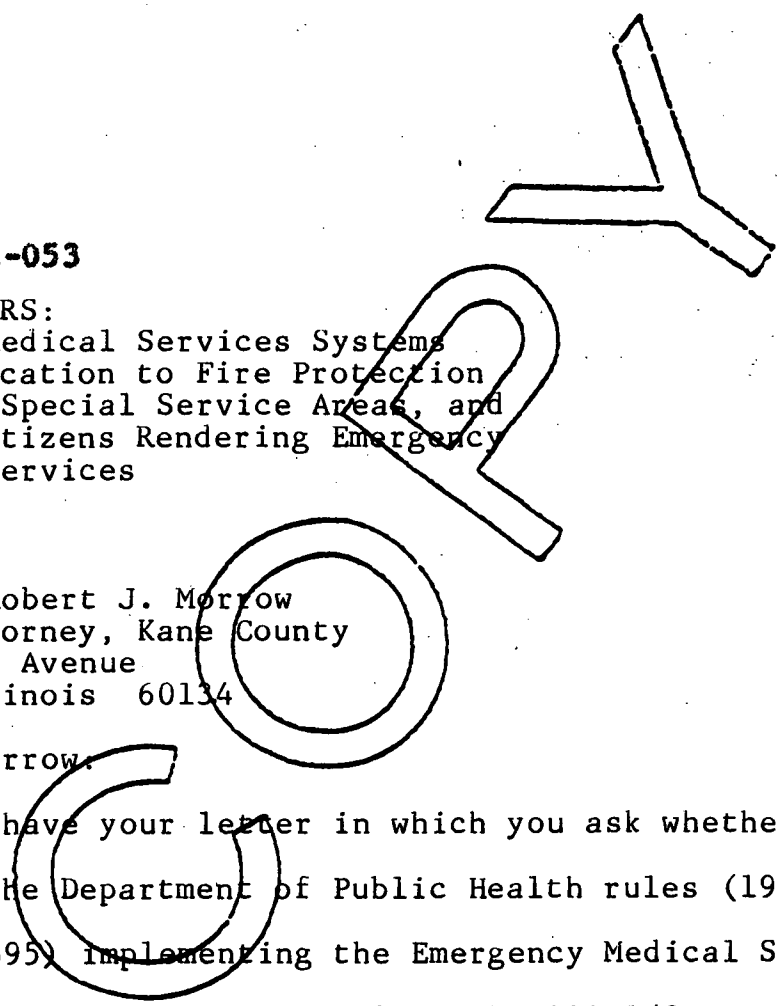 -053
RS:
edical Services Systems
cation to Fire Protection
Special Service Areas, and
tizens Rendering Emergency
ervices
obert J. Morrow
orney, Kane County
Avenue
inois 60134
rrow:
have your letter in which you ask whethe
he Department of Public Health rules (19
95) implementing the Emergency Medical S
COPY